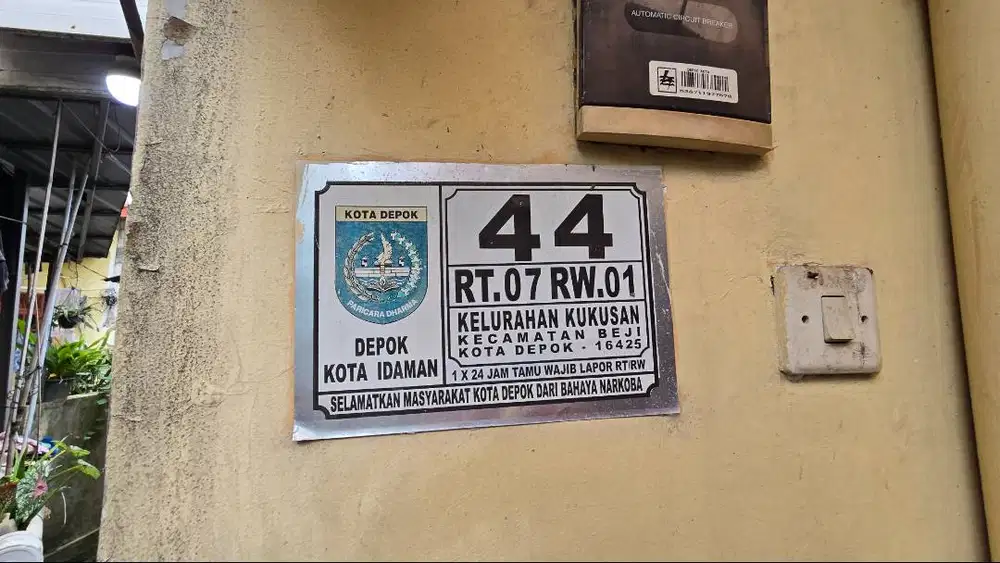 AUTOMATIC CIRCUIT BREAKER
KOTA DEPOK
PARICARA DHARMA
DEPOK
KOTA IDAMAN
44
RT.07 RW.01
KELURAHAN KUKUSAN
KECAMATAN BEJI
KOTA DEPOK - 16425
1 X 24 JAM TAMU WAJIB LAPOR RT/RW
SELAMATKAN MASYARAKAT KOTA DEPOK DARI BAHAYA NARKOBA